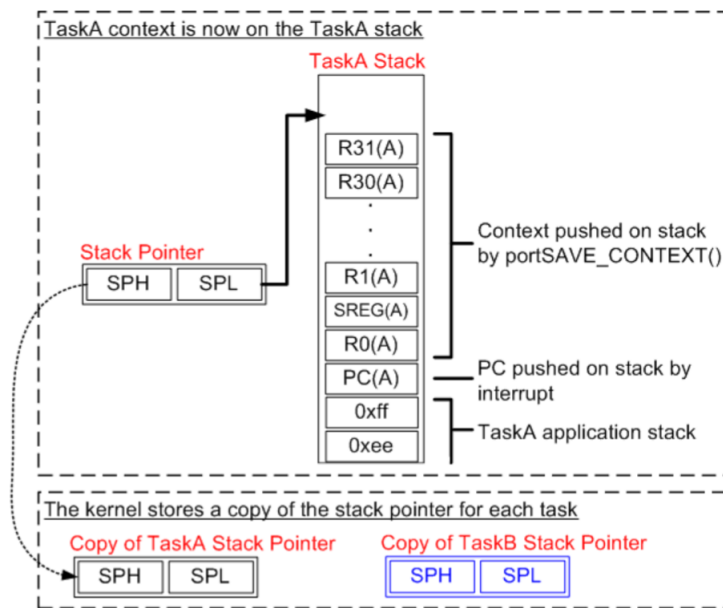 TaskA context is now on the TaskA stack
TaskA Stack
R31(A)
R30(A)
.
.
.
Stack Pointer
SPH SPL
R1(A)
SREG(A)
R0(A)
PC(A)
0xff
0xee
Context pushed on stack
by portSAVE_CONTEXT()
PC pushed on stack by
interrupt
TaskA application stack
The kernel stores a copy of the stack pointer for each task
Copy of TaskA Stack Pointer
SPH SPL
Copy of TaskB Stack Pointer
SPH SPL